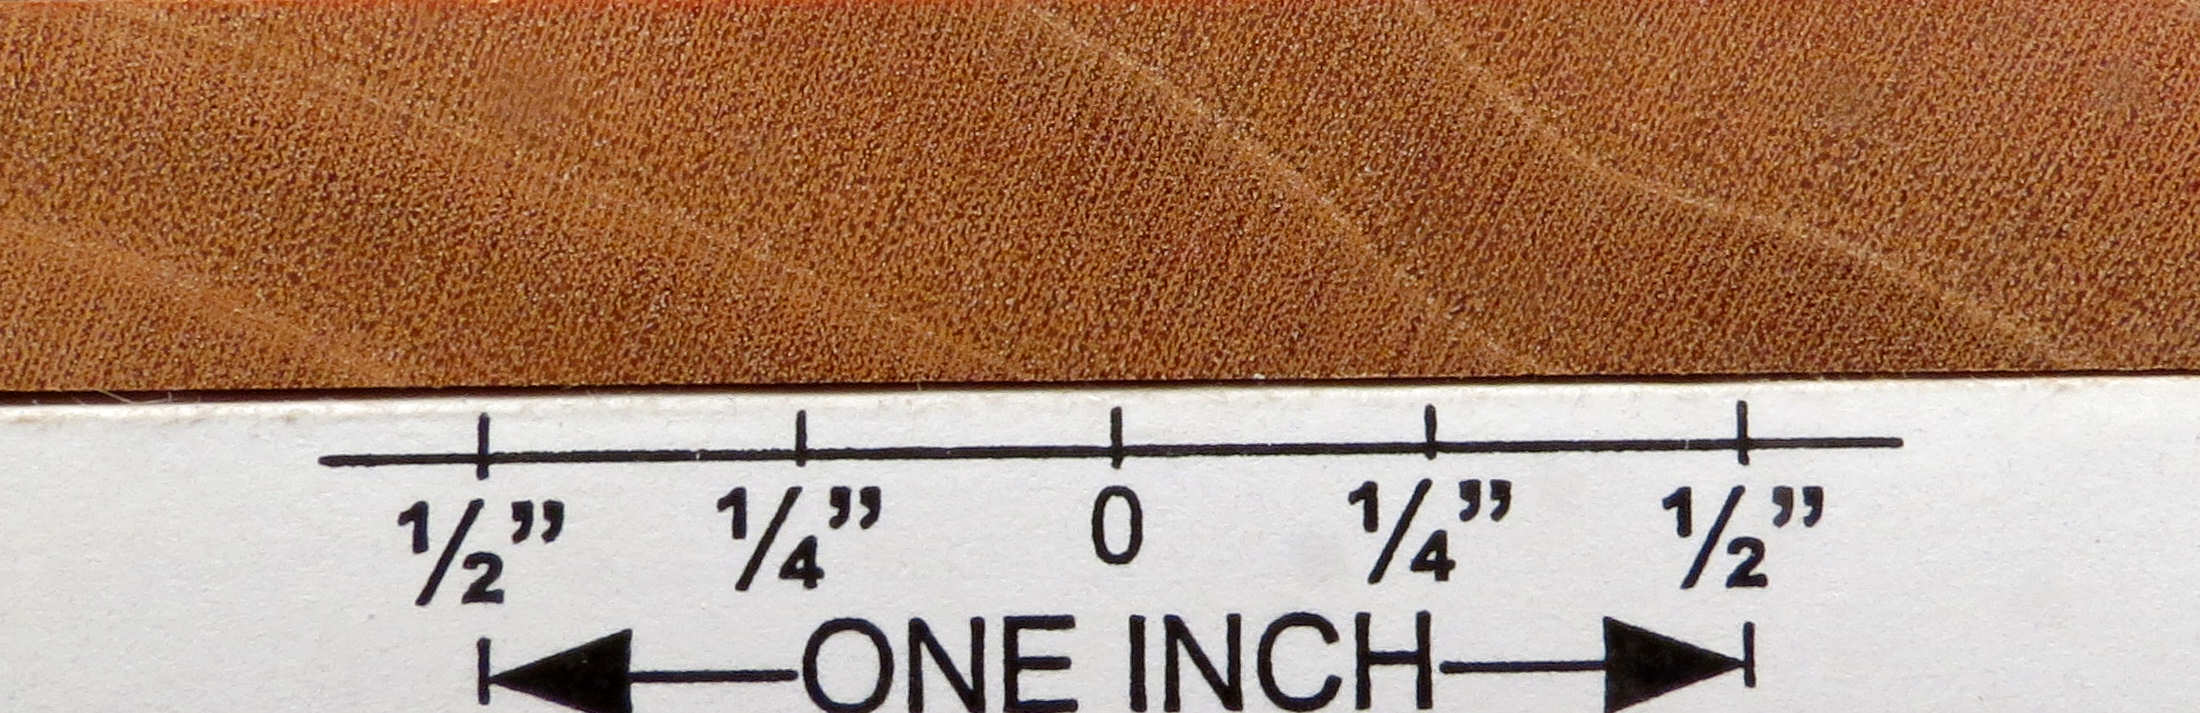 ½” ¼” 0 ¼” ½”
ONE INCH